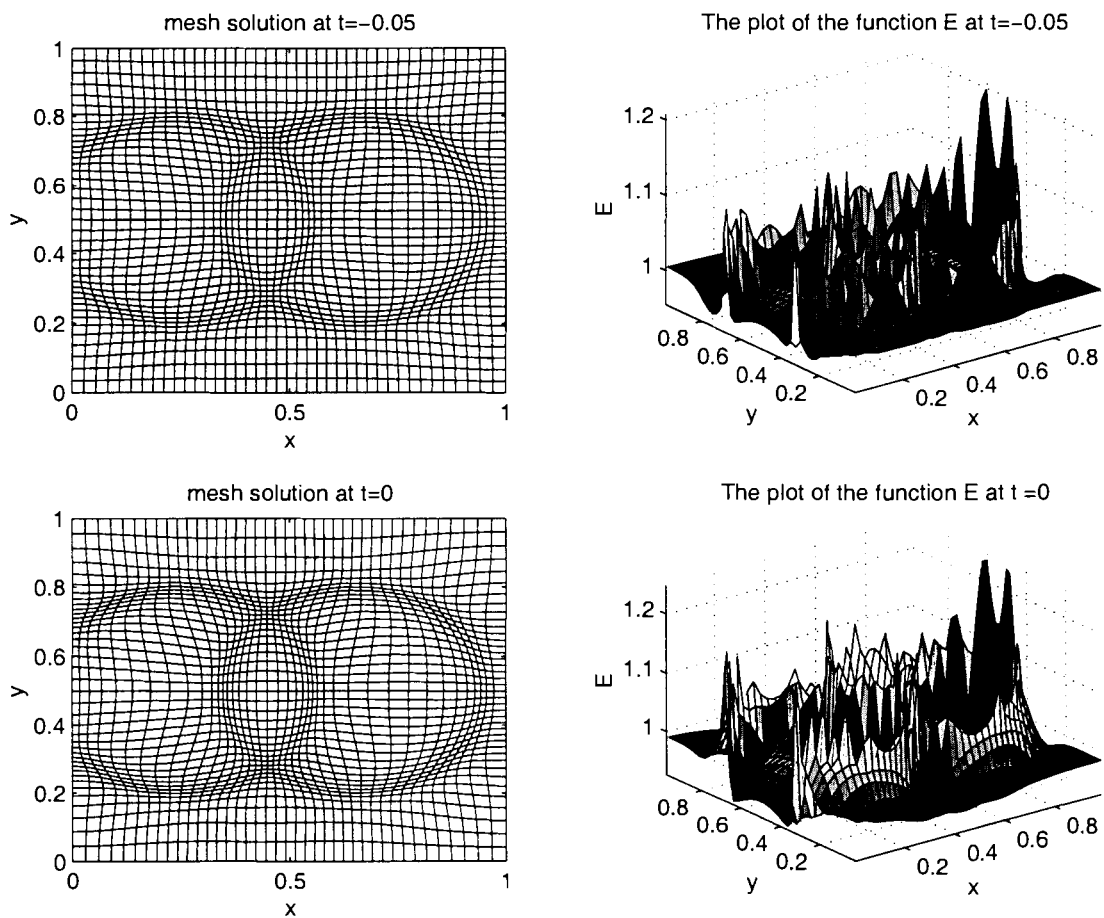 mesh solution at t=−0.05
1
0.8
0.6
y
0.4
0.2
0
0
0.5
1
x
The plot of the function E at t=−0.05
1.2
1.1
E
1
0.8
0.6
0.4
0.2
y
0.2
0.4
0.6
0.8
x
mesh solution at t=0
1
0.8
0.6
y
0.4
0.2
0
0
0.5
1
x
The plot of the function E at t =0
1.2
1.1
E
1
0.8
0.6
0.4
0.2
y
0.2
0.4
0.6
0.8
x